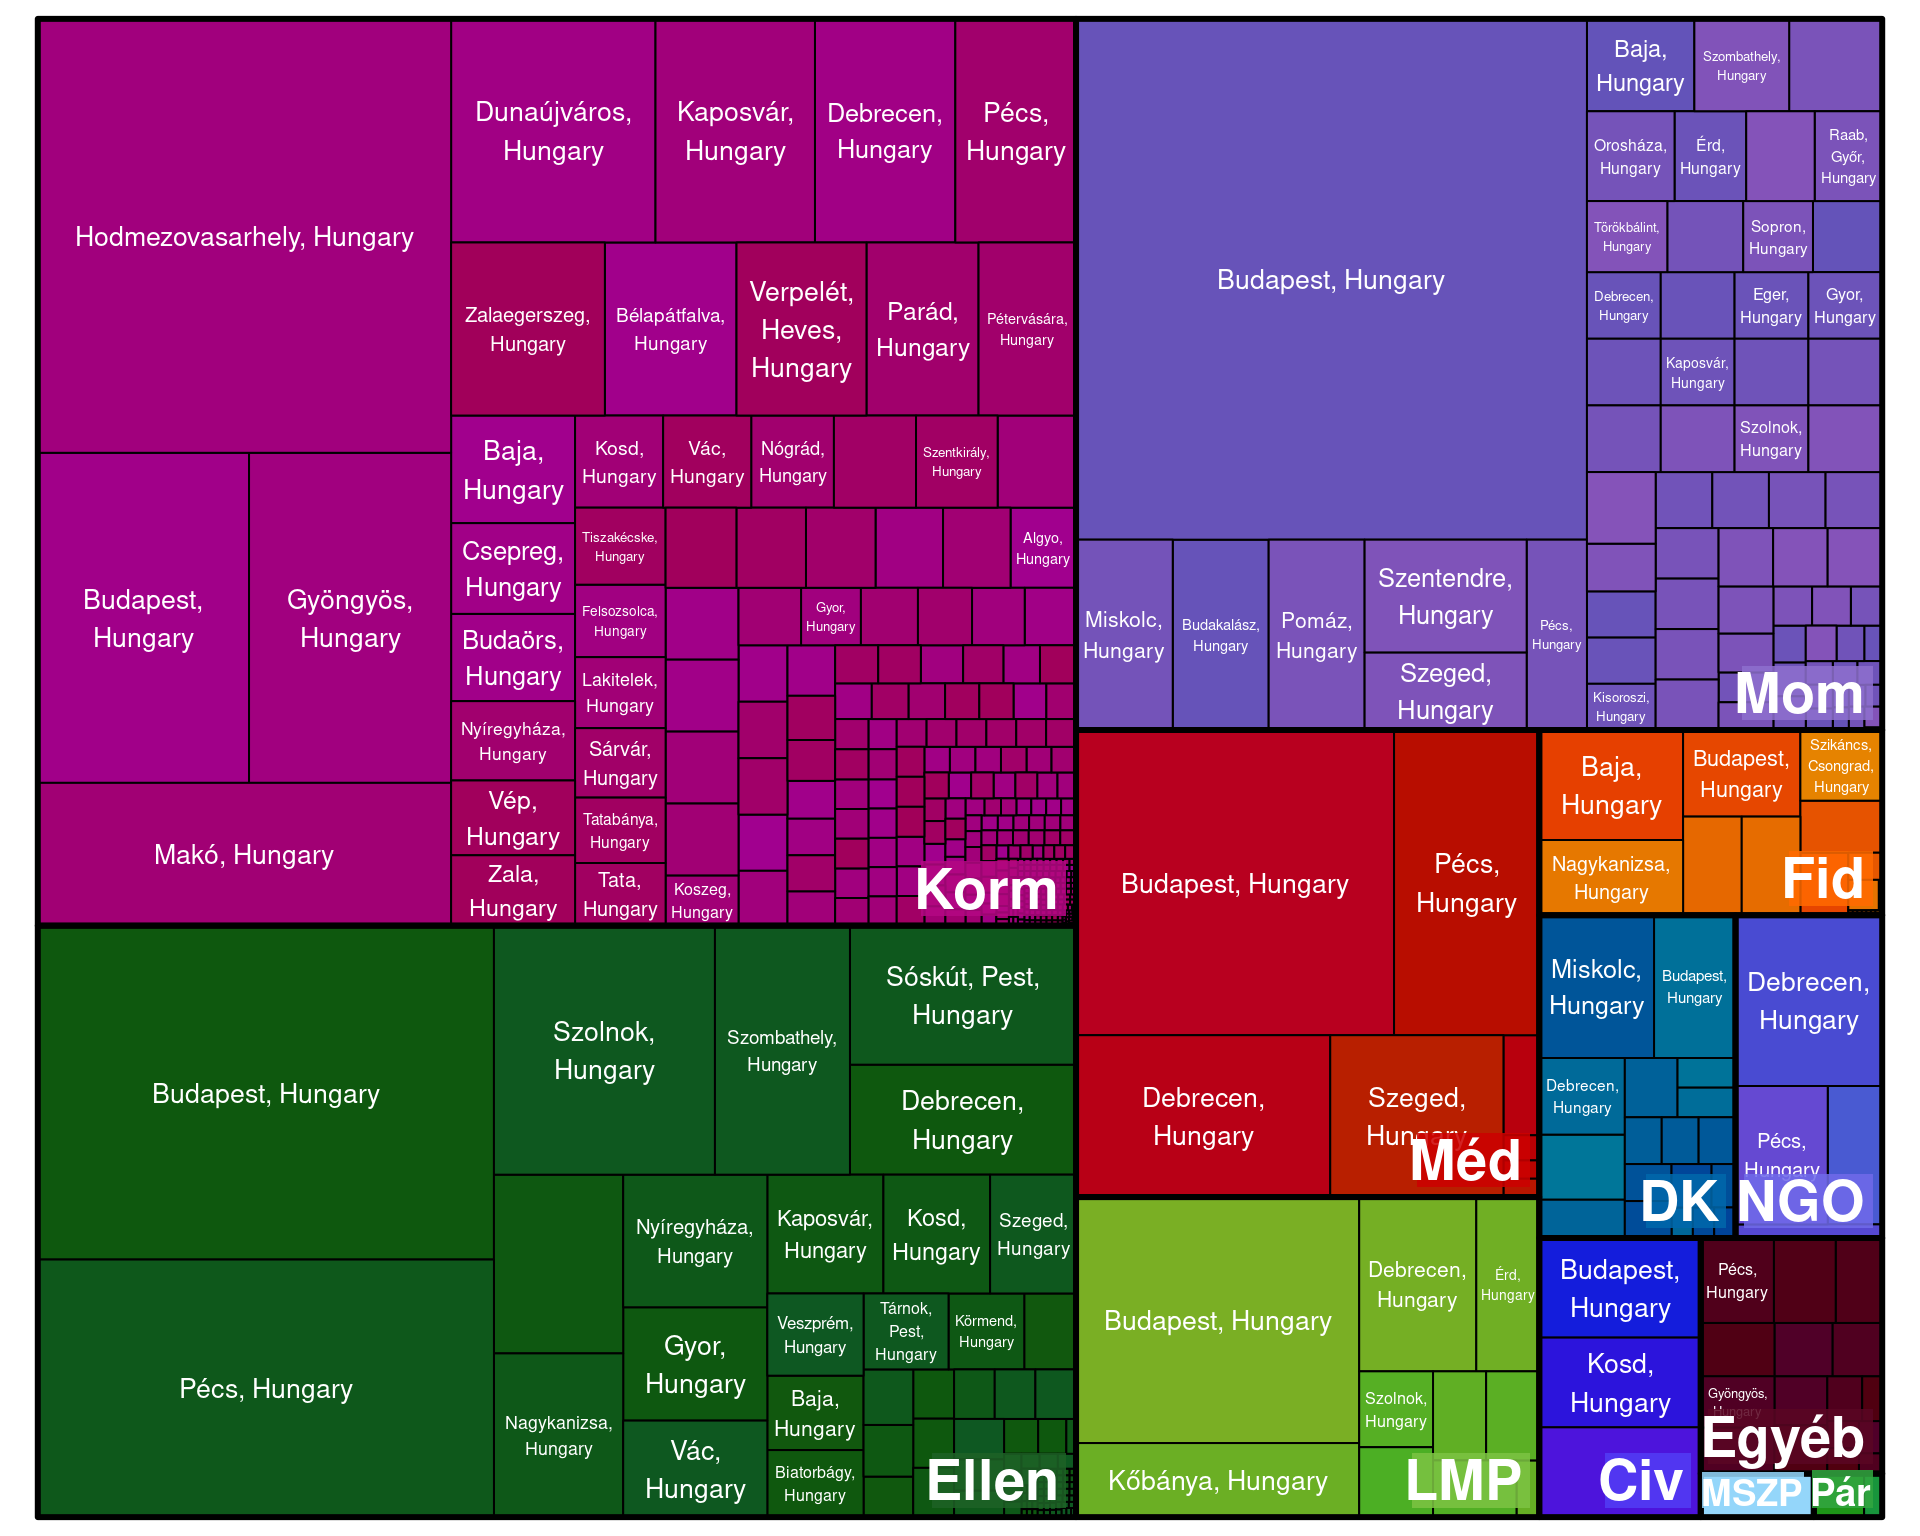 Hodmezovasarhely, Hungary
Budapest,
Hungary
Gyöngyös,
Hungary
Makó, Hungary
Dunaújváros,
Hungary
Kaposvár,
Hungary
Debrecen,
Hungary
Pécs,
Hungary
Zalaegerszeg,
Hungary
Bélapátfalva,
Hungary
Verpelét,
Heves,
Hungary
Parád,
Hungary
Pétervására,
Hungary
Baja,
Hungary
Csepreg,
Hungary
Budaörs,
Hungary
Nyíregyháza,
Hungary
Vép,
Hungary
Zala,
Hungary
Kosd,
Hungary
Vác,
Hungary
Nógrád,
Hungary
Szentkirály,
Hungary
Tiszakécske,
Hungary
Algyo,
Hungary
Felsozsolca,
Hungary
Gyor,
Hungary
Lakitelek,
Hungary
Sárvár,
Hungary
Tatabánya,
Hungary
Tata,
Hungary
Koszeg,
Hungary
Korm
Budapest, Hungary
Miskolc,
Hungary
Budakalász,
Hungary
Pomáz,
Hungary
Szentendre,
Hungary
Szeged,
Hungary
Pécs,
Hungary
Baja,
Hungary
Szombathely,
Hungary
Orosháza,
Hungary
Érd,
Hungary
Raab,
Győr,
Hungary
Törökbálint,
Hungary
Sopron,
Hungary
Debrecen,
Hungary
Eger,
Hungary
Gyor,
Hungary
Kaposvár,
Hungary
Szolnok,
Hungary
Kisoroszi,
Hungary
Mom
Budapest, Hungary
Pécs, Hungary
Szolnok,
Hungary
Szombathely,
Hungary
Sóskút, Pest,
Hungary
Debrecen,
Hungary
Nagykanizsa,
Hungary
Nyíregyháza,
Hungary
Gyor,
Hungary
Vác,
Hungary
Kaposvár,
Hungary
Kosd,
Hungary
Szeged,
Hungary
Veszprém,
Hungary
Tárnok,
Pest,
Hungary
Körmend,
Hungary
Baja,
Hungary
Biatorbágy,
Hungary
Ellen
Budapest, Hungary
Pécs,
Hungary
Debrecen,
Hungary
Szeged,
Hungary
Méd
Budapest, Hungary
Kőbánya, Hungary
Debrecen,
Hungary
Érd,
Hungary
Szolnok,
Hungary
LMP
Baja,
Hungary
Nagykanizsa,
Hungary
Budapest,
Hungary
Szikáncs,
Csongrad,
Hungary
Fid
Miskolc,
Hungary
Budapest,
Hungary
Debrecen,
Hungary
DK
Debrecen,
Hungary
Pécs,
Hungary
NGO
Budapest,
Hungary
Kosd,
Hungary
Civ
Pécs,
Hungary
Gyöngyös,
Hungary
Egyéb
MSZP
Pár